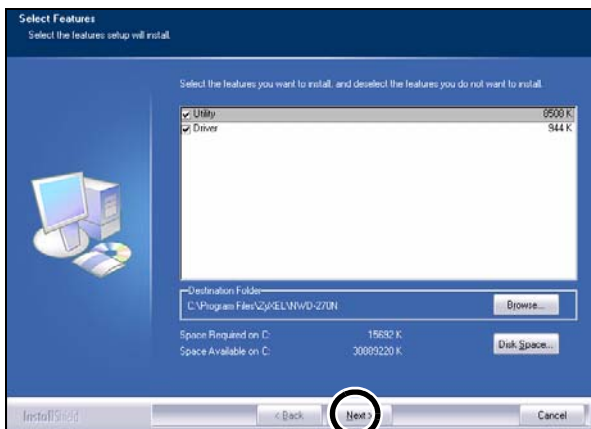 Select Features
Select the features setup will install.
Select the features you want to install, and deselect the features you do not want to install.
Utility 8508 K
Driver 944 K
Destination Folder
C:\Program Files\ZyXEL\NWD-270N
Browse...
Space Required on C: 15692 K
Space Available on C: 30889220 K
Disk Space...
InstallShield
< Back
Next >
Cancel